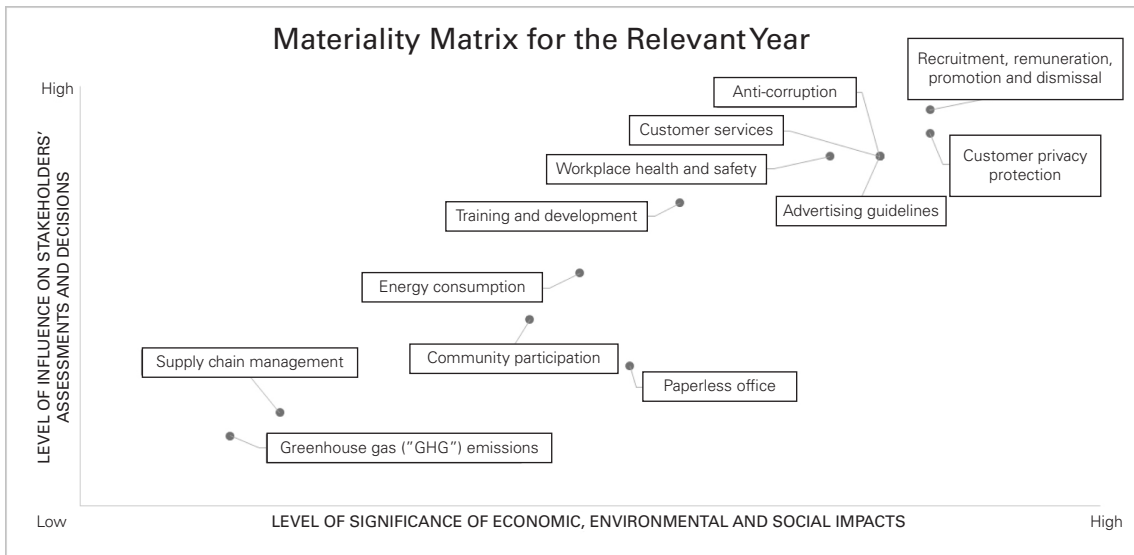 Materiality Matrix for the Relevant Year
High
LEVEL OF INFLUENCE ON STAKEHOLDERS'
ASSESSMENTS AND DECISIONS
Recruitment, remuneration,
promotion and dismissal
Anti-corruption
Customer services
Customer privacy
protection
Workplace health and safety
Training and development
Advertising guidelines
Energy consumption
Community participation
Supply chain management
Paperless office
Greenhouse gas ("GHG") emissions
Low
LEVEL OF SIGNIFICANCE OF ECONOMIC, ENVIRONMENTAL AND SOCIAL IMPACTS
High